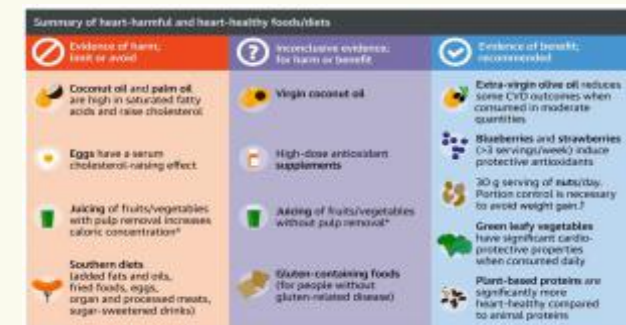 Summary of heart-harmful and heart-healthy foods/diets
Evidence of harm;
limit or avoid
Coconut oil and palm oil
are high in saturated fatty
acids and raise cholesterol
Eggs have a serum
cholesterol-raising effect
Juicing of fruits/vegetables
with pulp removal increases
caloric concentration*
Southern diets
(added fats and oils,
fried foods, eggs,
organ and processed meats,
sugar-sweetened drinks)
Inconclusive evidence;
for harm or benefit
Virgin coconut oil
High-dose antioxidant
supplements
Juicing of fruits/vegetables
without pulp removal*
Gluten-containing foods
(for people without
gluten-related disease)
Evidence of benefit;
recommended
Extra-virgin olive oil reduces
some CVD outcomes when
consumed in moderate
quantities
Blueberries and strawberries
(>3 servings/week) induce
protective antioxidants
30 g serving of nuts/day.
Portion control is necessary
to avoid weight gain.†
Green leafy vegetables
have significant cardio-
protective properties
when consumed daily
Plant-based proteins are
significantly more
heart-healthy compared
to animal proteins